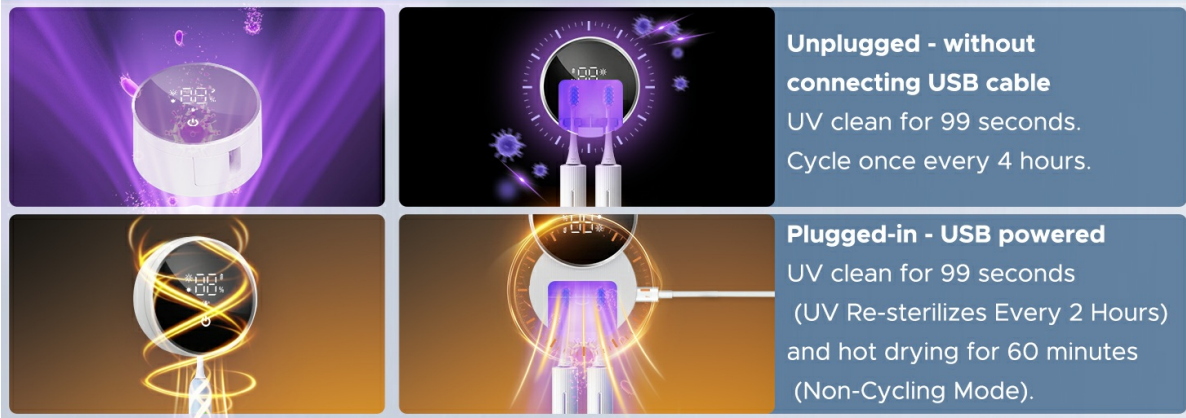 Unplugged - without
connecting USB cable
UV clean for 99 seconds.
Cycle once every 4 hours.
Plugged-in - USB powered
UV clean for 99 seconds
(UV Re-sterilizes Every 2 Hours)
and hot drying for 60 minutes
(Non-Cycling Mode).